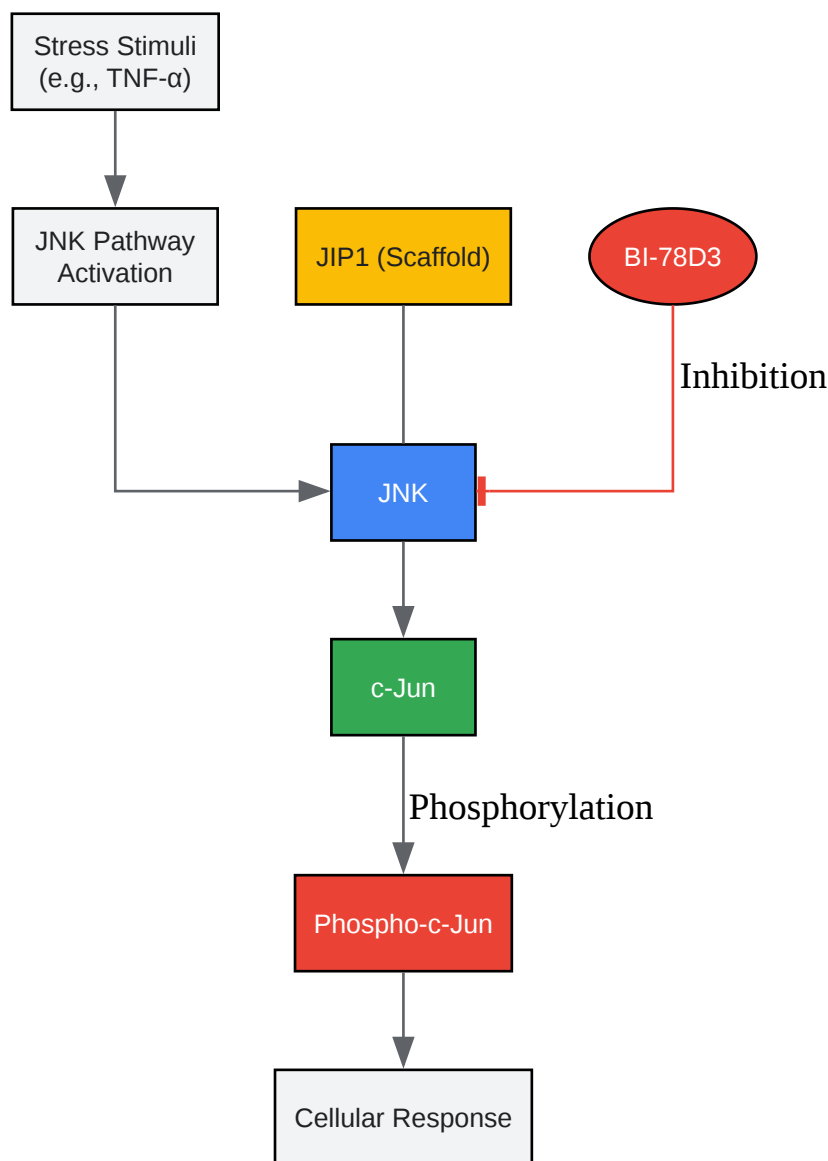 Stress Stimuli
(e.g., TNF-α)
JNK Pathway
Activation
JIP1 (Scaffold)
BI-78D3
Inhibition
JNK
c-Jun
Phosphorylation
Phospho-c-Jun
Cellular Response